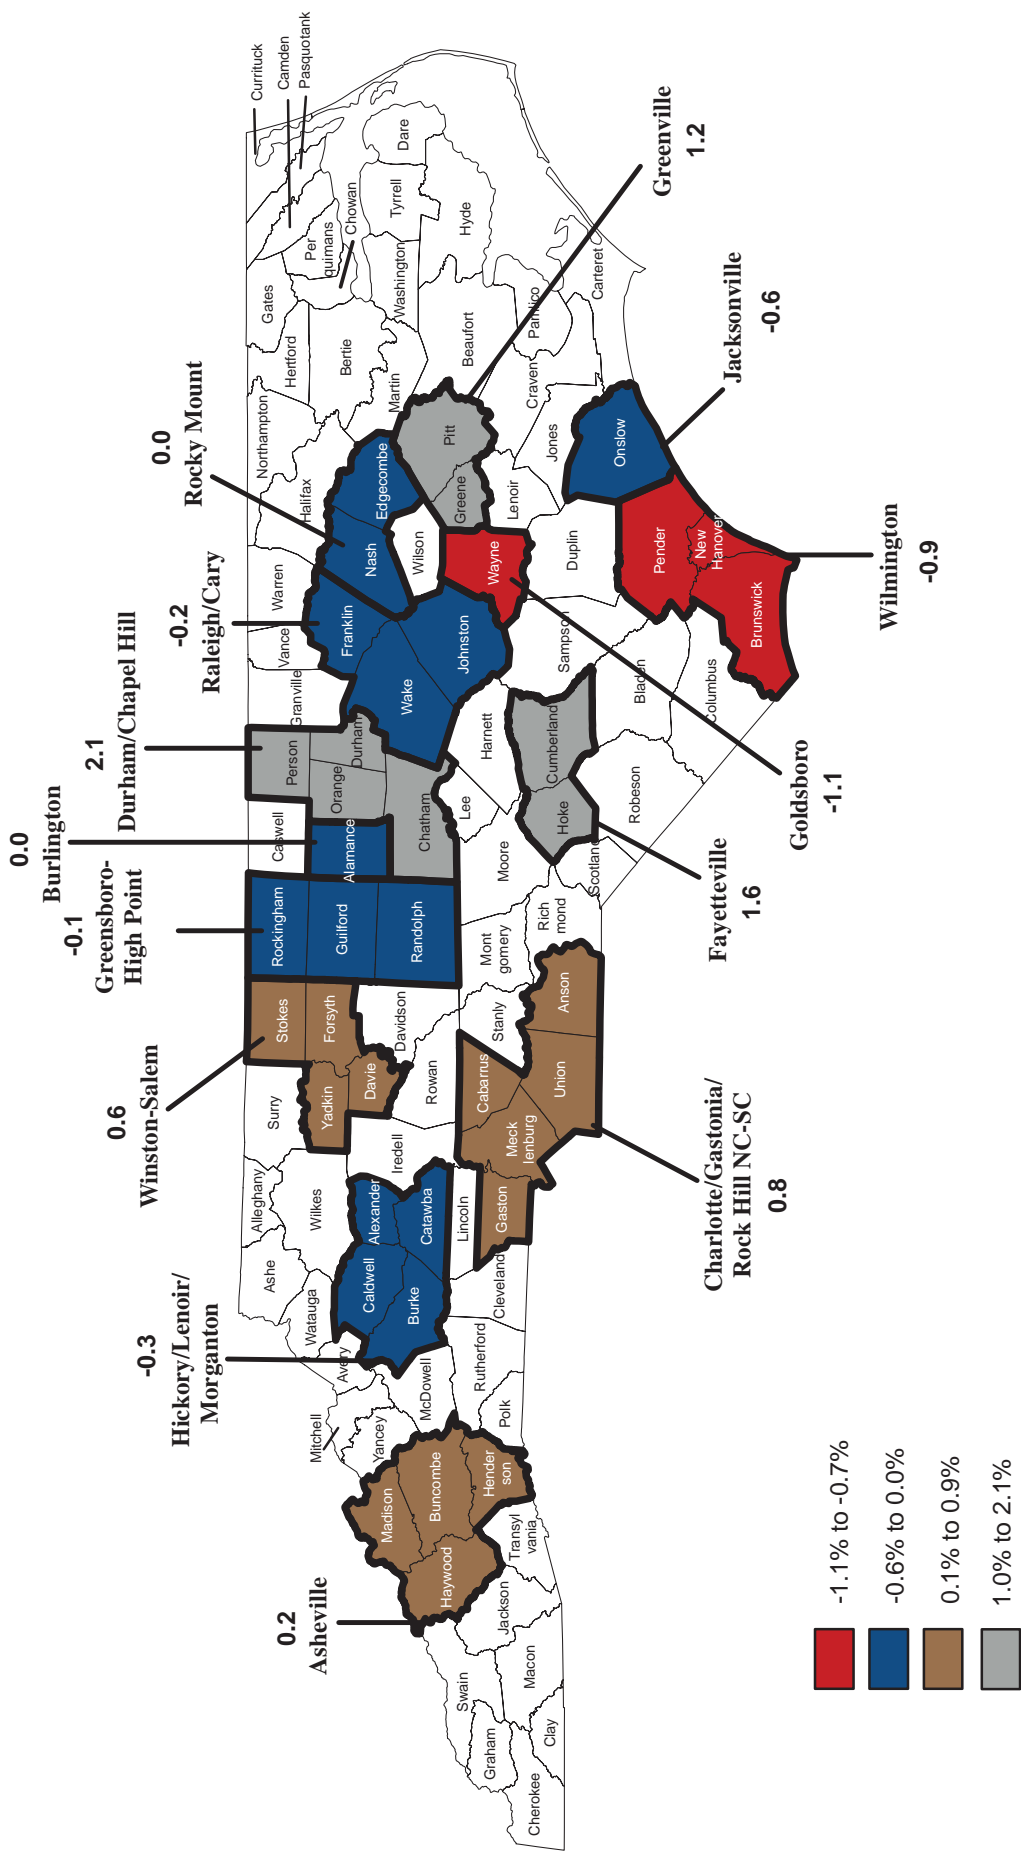 0.2
Asheville
-0.3
Hickory/Lenoir/
Morganton
0.6
Winston-Salem
-0.1
Greensboro-
High Point
0.0
Burlington
2.1
Durham/Chapel Hill
-0.2
Raleigh/Cary
0.0
Rocky Mount
Currituck
Camden
Pasquotank
Ashe
Alleghany
Surry
Stokes
Rockingham
Caswell
Person
Granville
Vance
Warren
Northampton
Halifax
Hertford
Gates
Per
quimans
Chowan
Mitchell
Avery
Watauga
Wilkes
Yadkin
Forsyth
Guilford
Alamance
Orange
Durham
Franklin
Nash
Edgecombe
Bertie
Martin
Washington
Tyrrell
Dare
Madison
Yancey
McDowell
Caldwell
Alexander
Burke
Catawba
Iredell
Davie
Davidson
Rowan
Randolph
Chatham
Wake
Johnston
Wilson
Pitt
Greene
Beaufort
Hyde
Haywood
Buncombe
Hender
son
Rutherford
Polk
Cleveland
Lincoln
Gaston
Meck
lenburg
Cabarrus
Stanly
Mont
gomery
Moore
Lee
Harnett
Wayne
Lenoir
Craven
Pamlico
Carteret
Jones
Swain
Graham
Cherokee
Clay
Macon
Jackson
Transyl
vania
Union
Anson
Rich
mond
Scotland
Hoke
Cumberland
Sampson
Duplin
Onslow
Robeson
Bladen
Columbus
Pender
New
Hanover
Brunswick
Greenville
1.2
Jacksonville
-0.6
Wilmington
-0.9
Goldsboro
-1.1
Fayetteville
1.6
Charlotte/Gastonia/
Rock Hill NC-SC
0.8
-1.1% to -0.7%
-0.6% to 0.0%
0.1% to 0.9%
1.0% to 2.1%